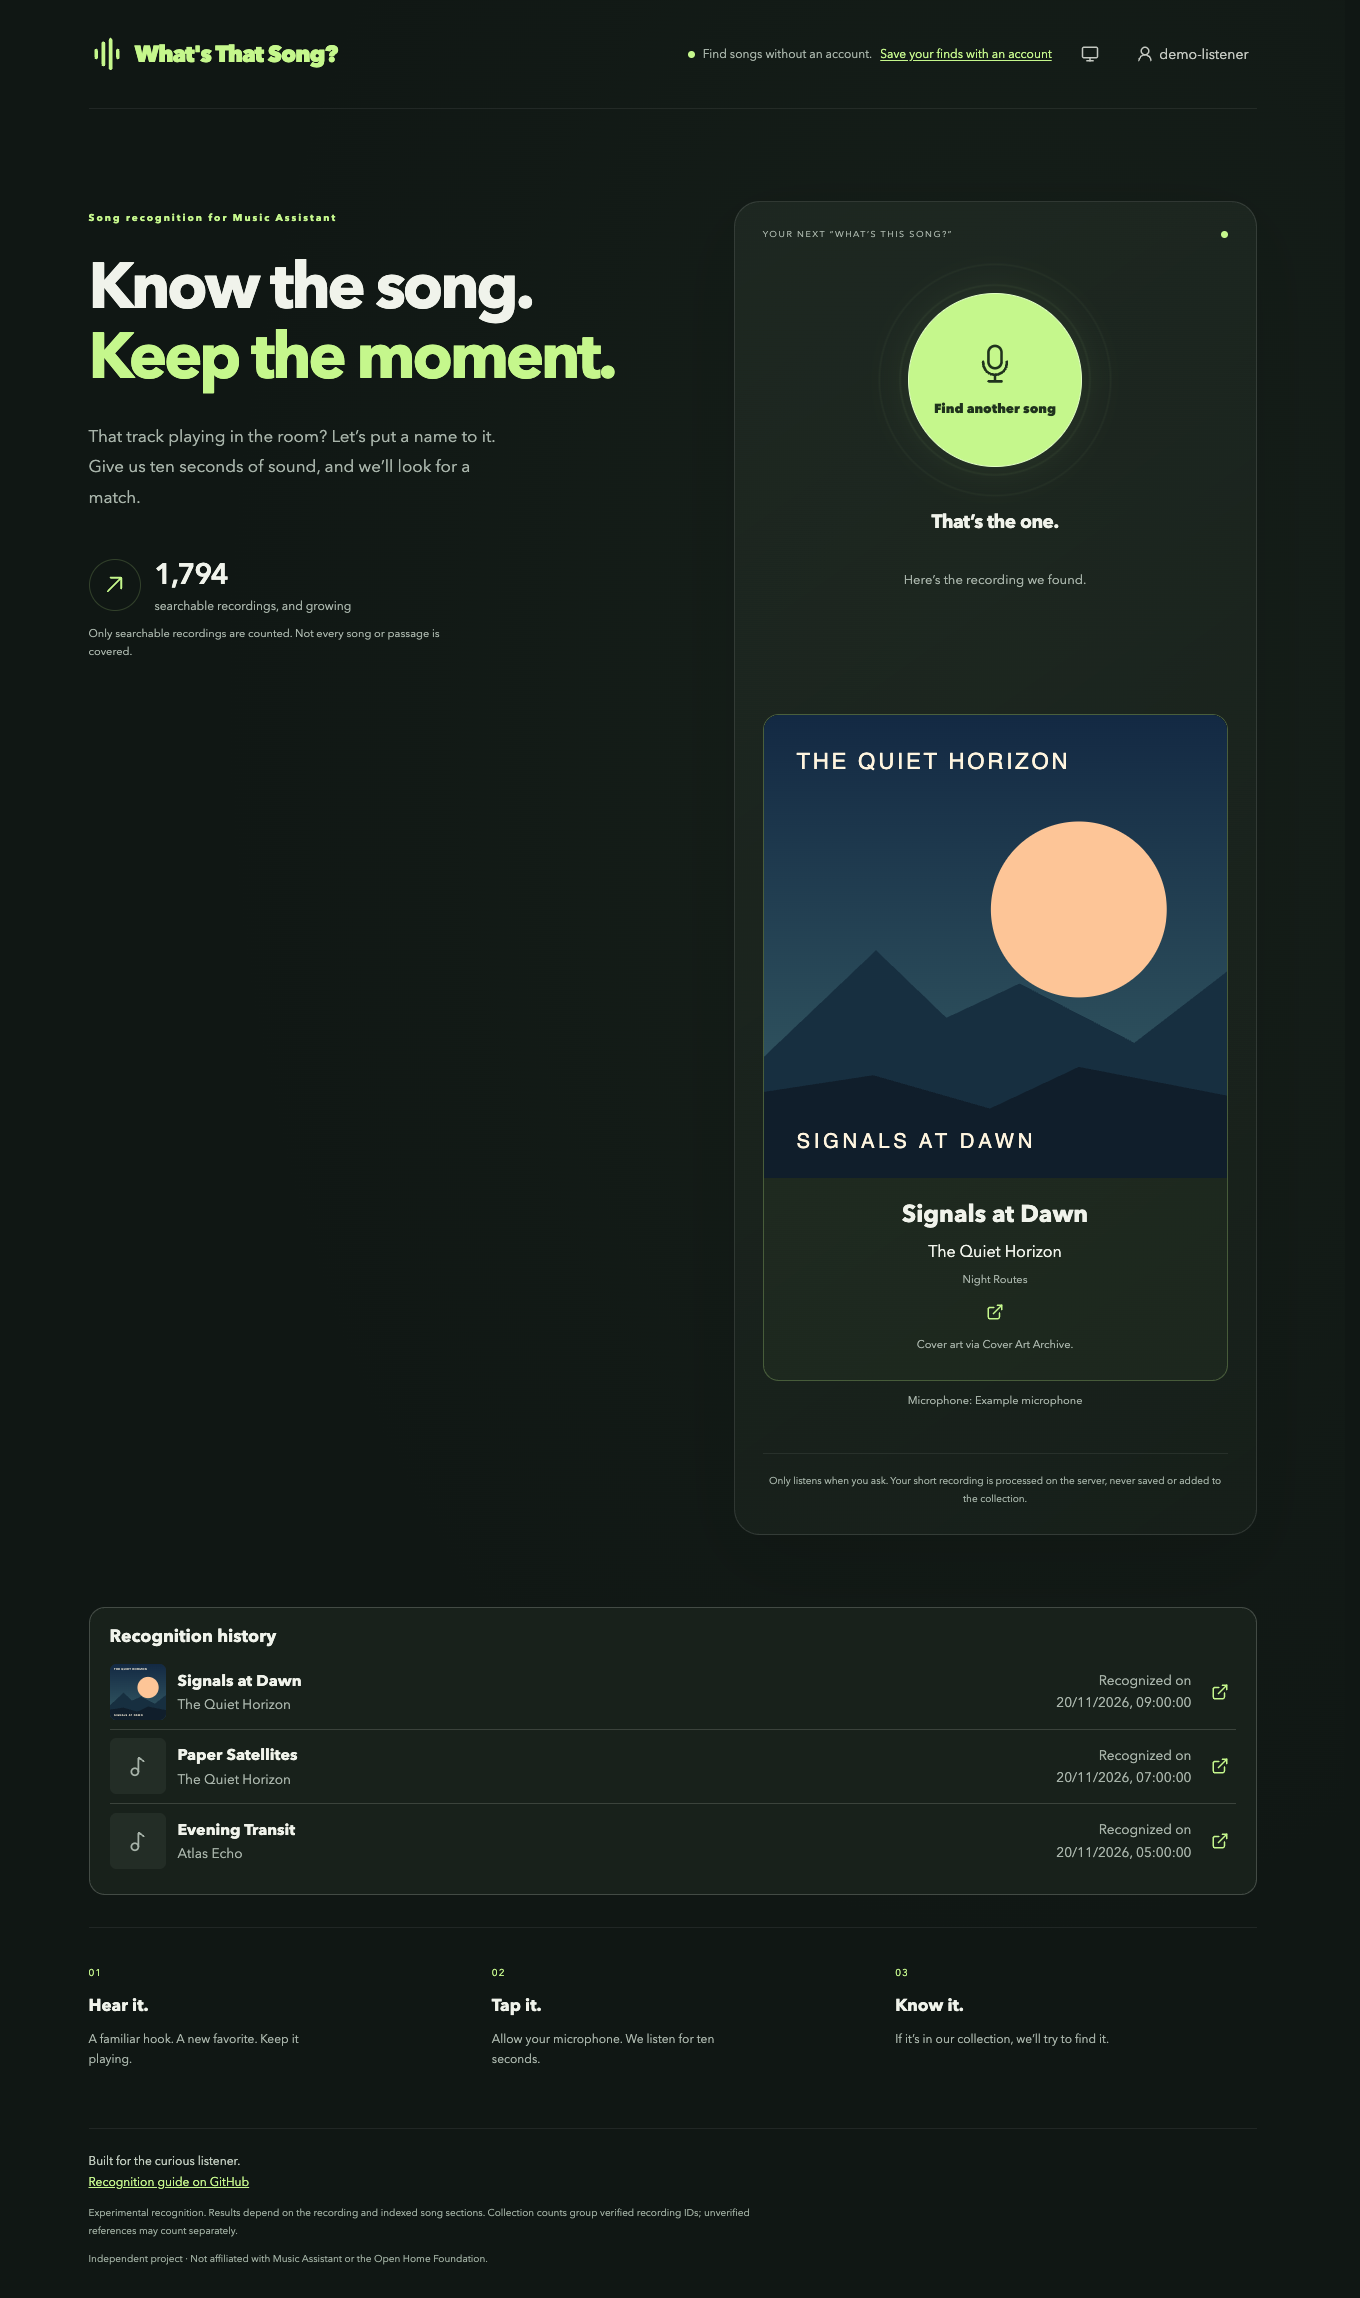 What's That Song?
Find songs without an account. Save your finds with an account
demo-listener
Song recognition for Music Assistant
Know the song.
Keep the moment.
That track playing in the room? Let’s put a name to it.
Give us ten seconds of sound, and we’ll look for a
match.
1,794
searchable recordings, and growing
Only searchable recordings are counted. Not every song or passage is
covered.
YOUR NEXT “WHAT’S THIS SONG?”
Find another song
That’s the one.
Here’s the recording we found.
THE QUIET HORIZON
SIGNALS AT DAWN
Signals at Dawn
The Quiet Horizon
Night Routes
Cover art via Cover Art Archive.
Microphone: Example microphone
Only listens when you ask. Your short recording is processed on the server, never saved or added to
the collection.
Recognition history
THE QUIET HORIZON
SIGNALS AT DAWN
Signals at Dawn
The Quiet Horizon
Recognized on
20/11/2026, 09:00:00
Paper Satellites
The Quiet Horizon
Recognized on
20/11/2026, 07:00:00
Evening Transit
Atlas Echo
Recognized on
20/11/2026, 05:00:00
01
Hear it.
A familiar hook. A new favorite. Keep it
playing.
02
Tap it.
Allow your microphone. We listen for ten
seconds.
03
Know it.
If it’s in our collection, we’ll try to find it.
Built for the curious listener.
Recognition guide on GitHub
Experimental recognition. Results depend on the recording and indexed song sections. Collection counts group verified recording IDs; unverified
references may count separately.
Independent project · Not affiliated with Music Assistant or the Open Home Foundation.